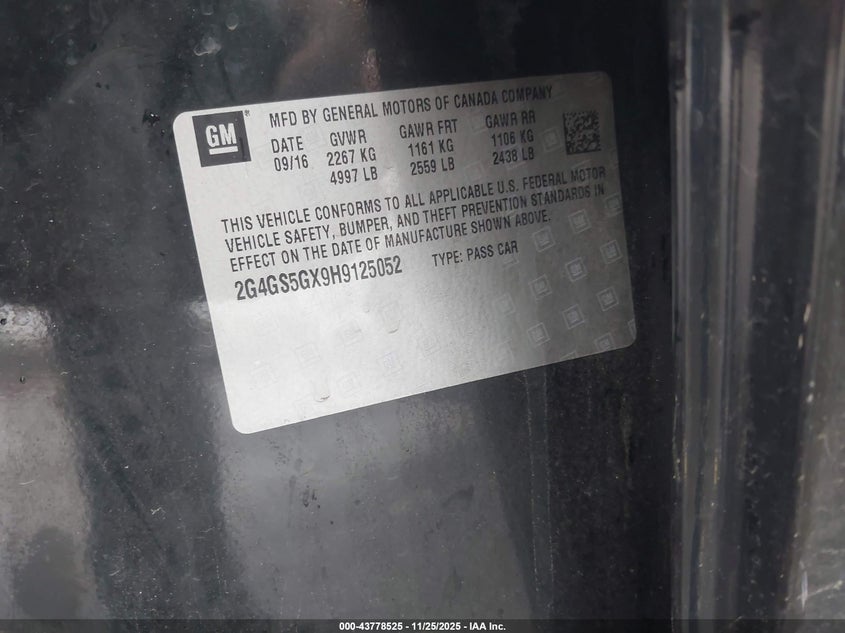 GM
®
MFD BY GENERAL MOTORS OF CANADA COMPANY
DATE GVWR GAWR FRT GAWR RR
09/16 2267 KG 1161 KG 1106 KG
4997 LB 2559 LB 2438 LB
THIS VEHICLE CONFORMS TO ALL APPLICABLE U.S. FEDERAL MOTOR
VEHICLE SAFETY, BUMPER, AND THEFT PREVENTION STANDARDS IN
EFFECT ON THE DATE OF MANUFACTURE SHOWN ABOVE.
2G4GS5GX9H9125052 TYPE: PASS CAR
000-43778525 - 11/25/2025 - IAA Inc.